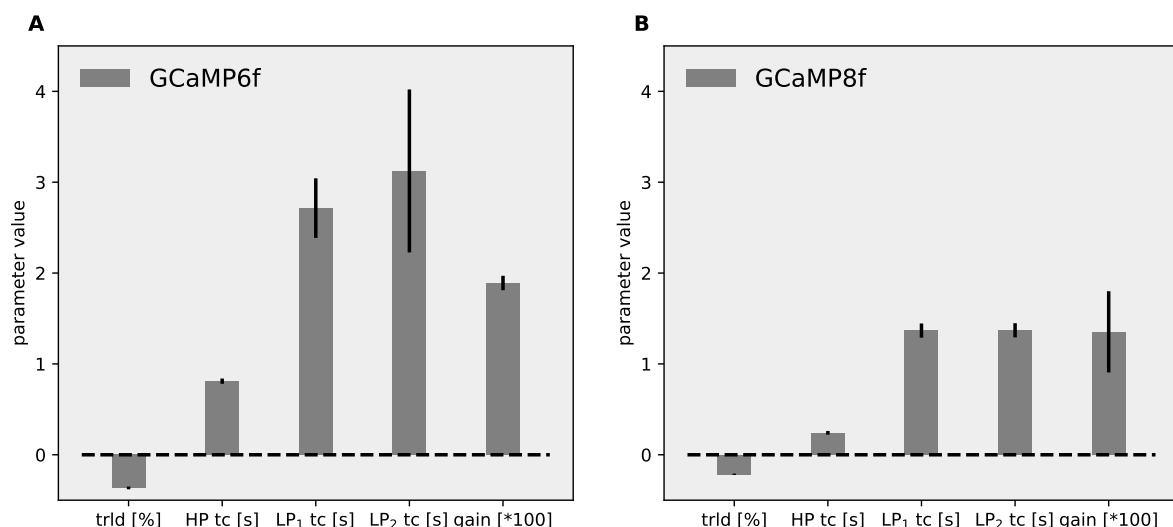 A
GCaMP6f
4
3
2
1
0
parameter value
trld [%] HP tc [s] LP₁ tc [s] LP₂ tc [s] gain [*100]
B
GCaMP8f
4
3
2
1
0
parameter value
trld [%] HP tc [s] LP₁ tc [s] LP₂ tc [s] gain [*100]